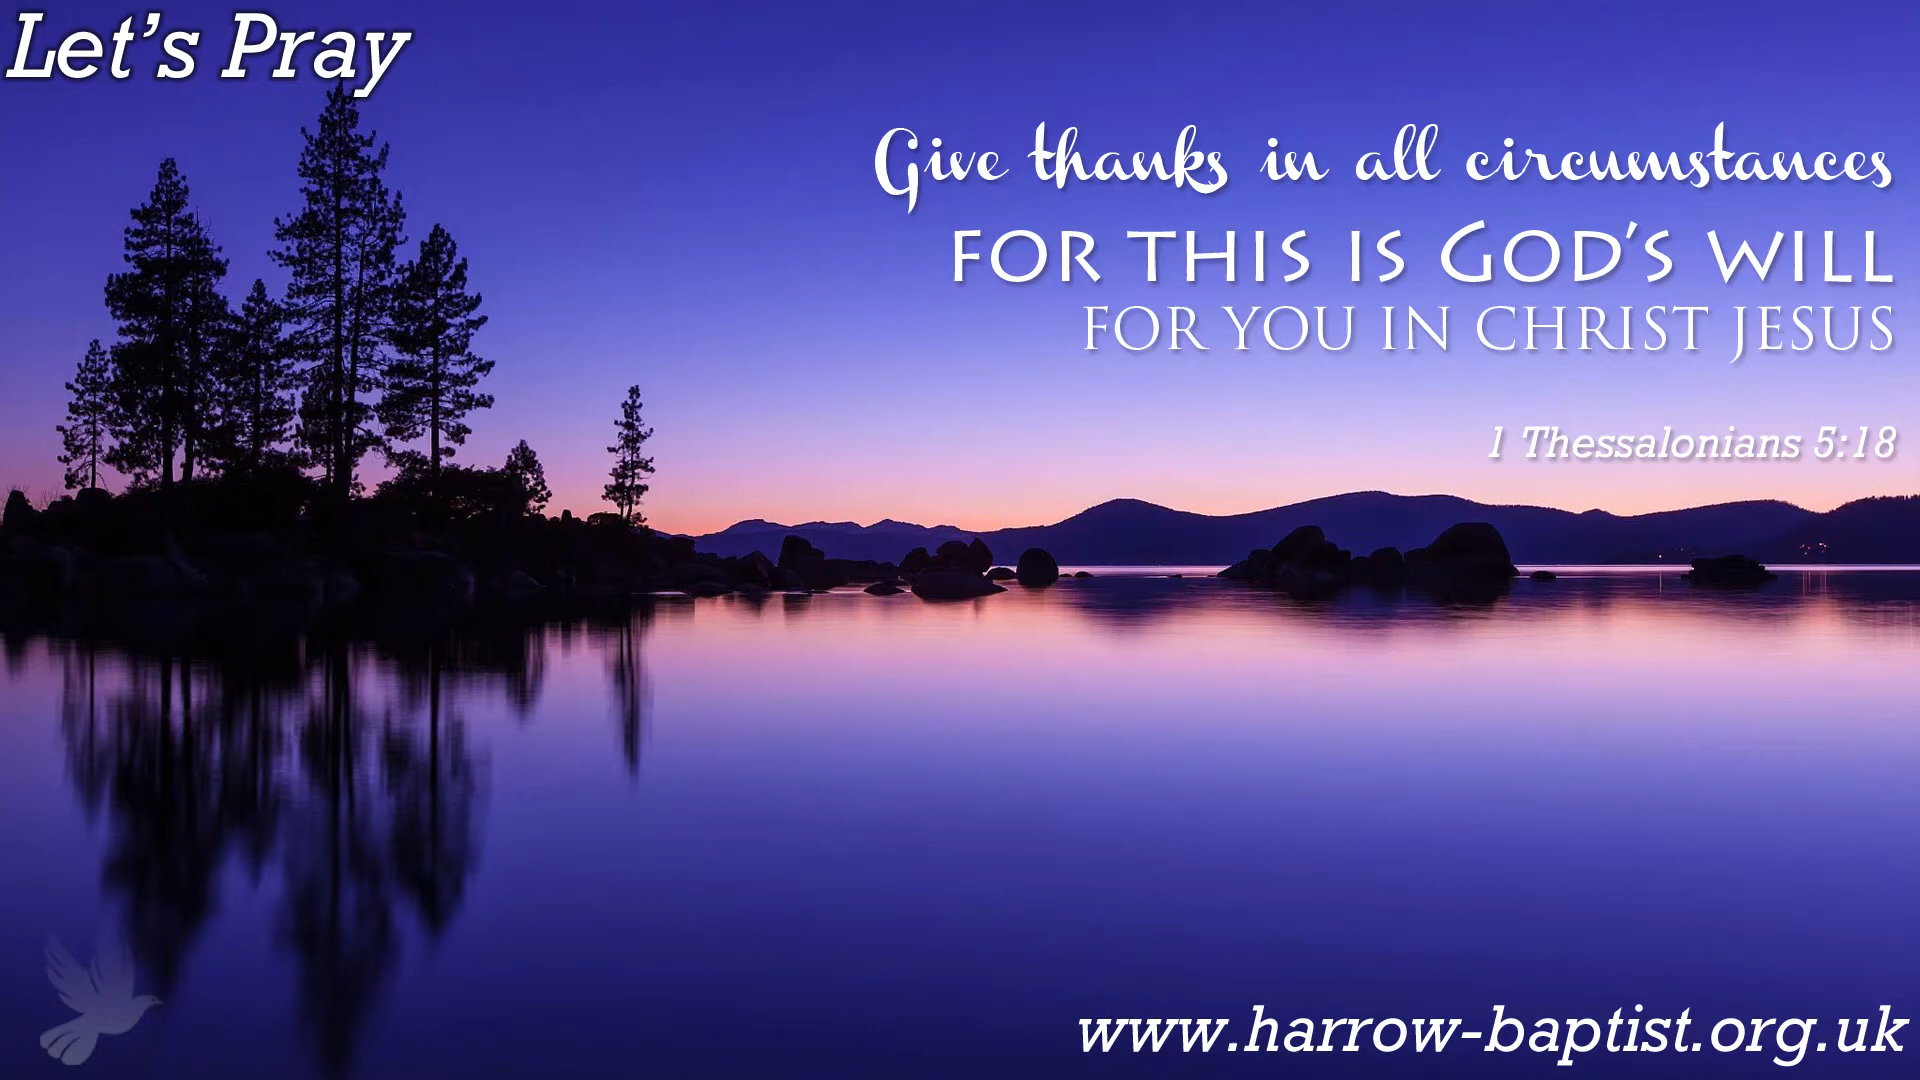 Let’s Pray
Give thanks in all circumstances
FOR THIS IS GOD’S WILL
FOR YOU IN CHRIST JESUS
1 Thessalonians 5:18
www.harrow-baptist.org.uk